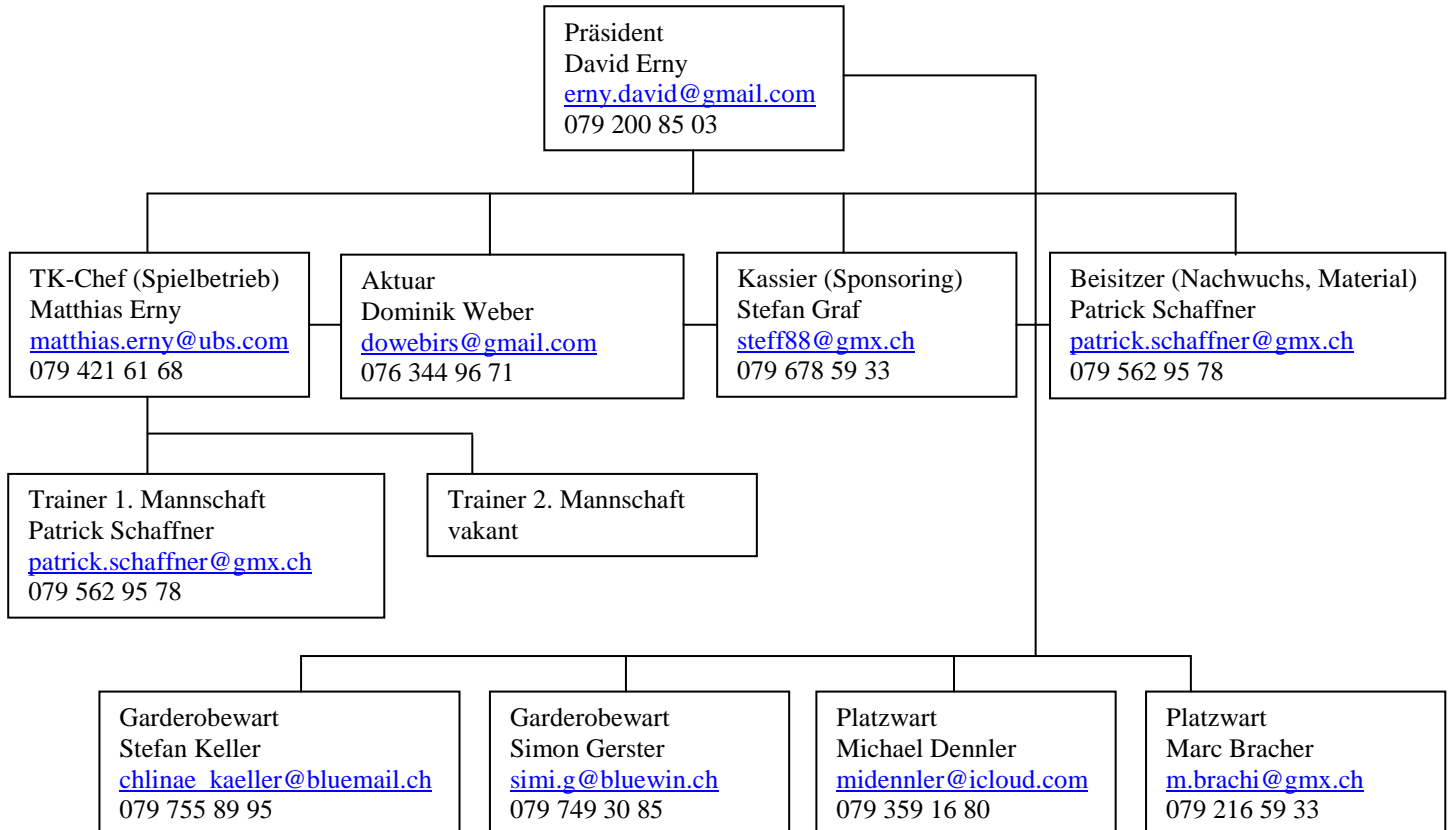 Präsident
David Erny
erny.david@gmail.com
079 200 85 03
TK-Chef (Spielbetrieb)
Matthias Erny
matthias.erny@ubs.com
079 421 61 68
Aktuar
Dominik Weber
dowebirs@gmail.com
076 344 96 71
Kassier (Sponsoring)
Stefan Graf
steff88@gmx.ch
079 678 59 33
Beisitzer (Nachwuchs, Material)
Patrick Schaffner
patrick.schaffner@gmx.ch
079 562 95 78
Trainer 1. Mannschaft
Patrick Schaffner
patrick.schaffner@gmx.ch
079 562 95 78
Trainer 2. Mannschaft
vakant
Garderobewart
Stefan Keller
chlinae_kaeller@bluemail.ch
079 755 89 95
Garderobewart
Simon Gerster
simi.g@bluewin.ch
079 749 30 85
Platzwart
Michael Dennler
midennler@icloud.com
079 359 16 80
Platzwart
Marc Bracher
m.brachi@gmx.ch
079 216 59 33